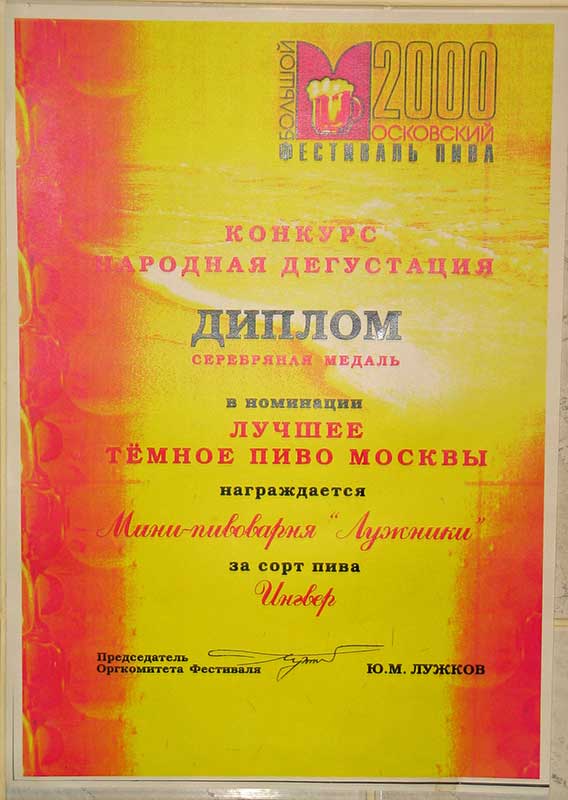 БОЛЬШОЙ
М
2000
ОСКОВСКИЙ
ФЕСТИВАЛЬ ПИВА
КОНКУРС
НАРОДНАЯ ДЕГУСТАЦИЯ
ДИПЛОМ
СЕРЕБРЯНАЯ МЕДАЛЬ
в номинации
ЛУЧШЕЕ
ТЁМНОЕ ПИВО МОСКВЫ
награждается
Мини-пивоварня "Лужники"
за сорт пива
Ингвер
Председатель
Оргкомитета Фестиваля
Ю.М. ЛУЖКОВ